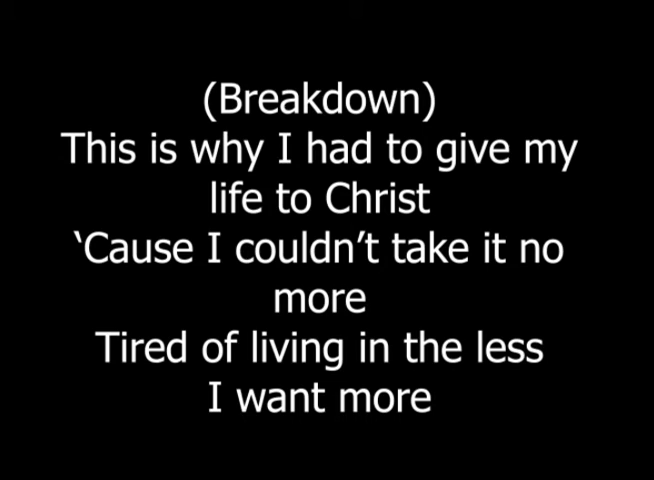 (Breakdown)
This is why I had to give my
life to Christ
‘Cause I couldn’t take it no
more
Tired of living in the less
I want more